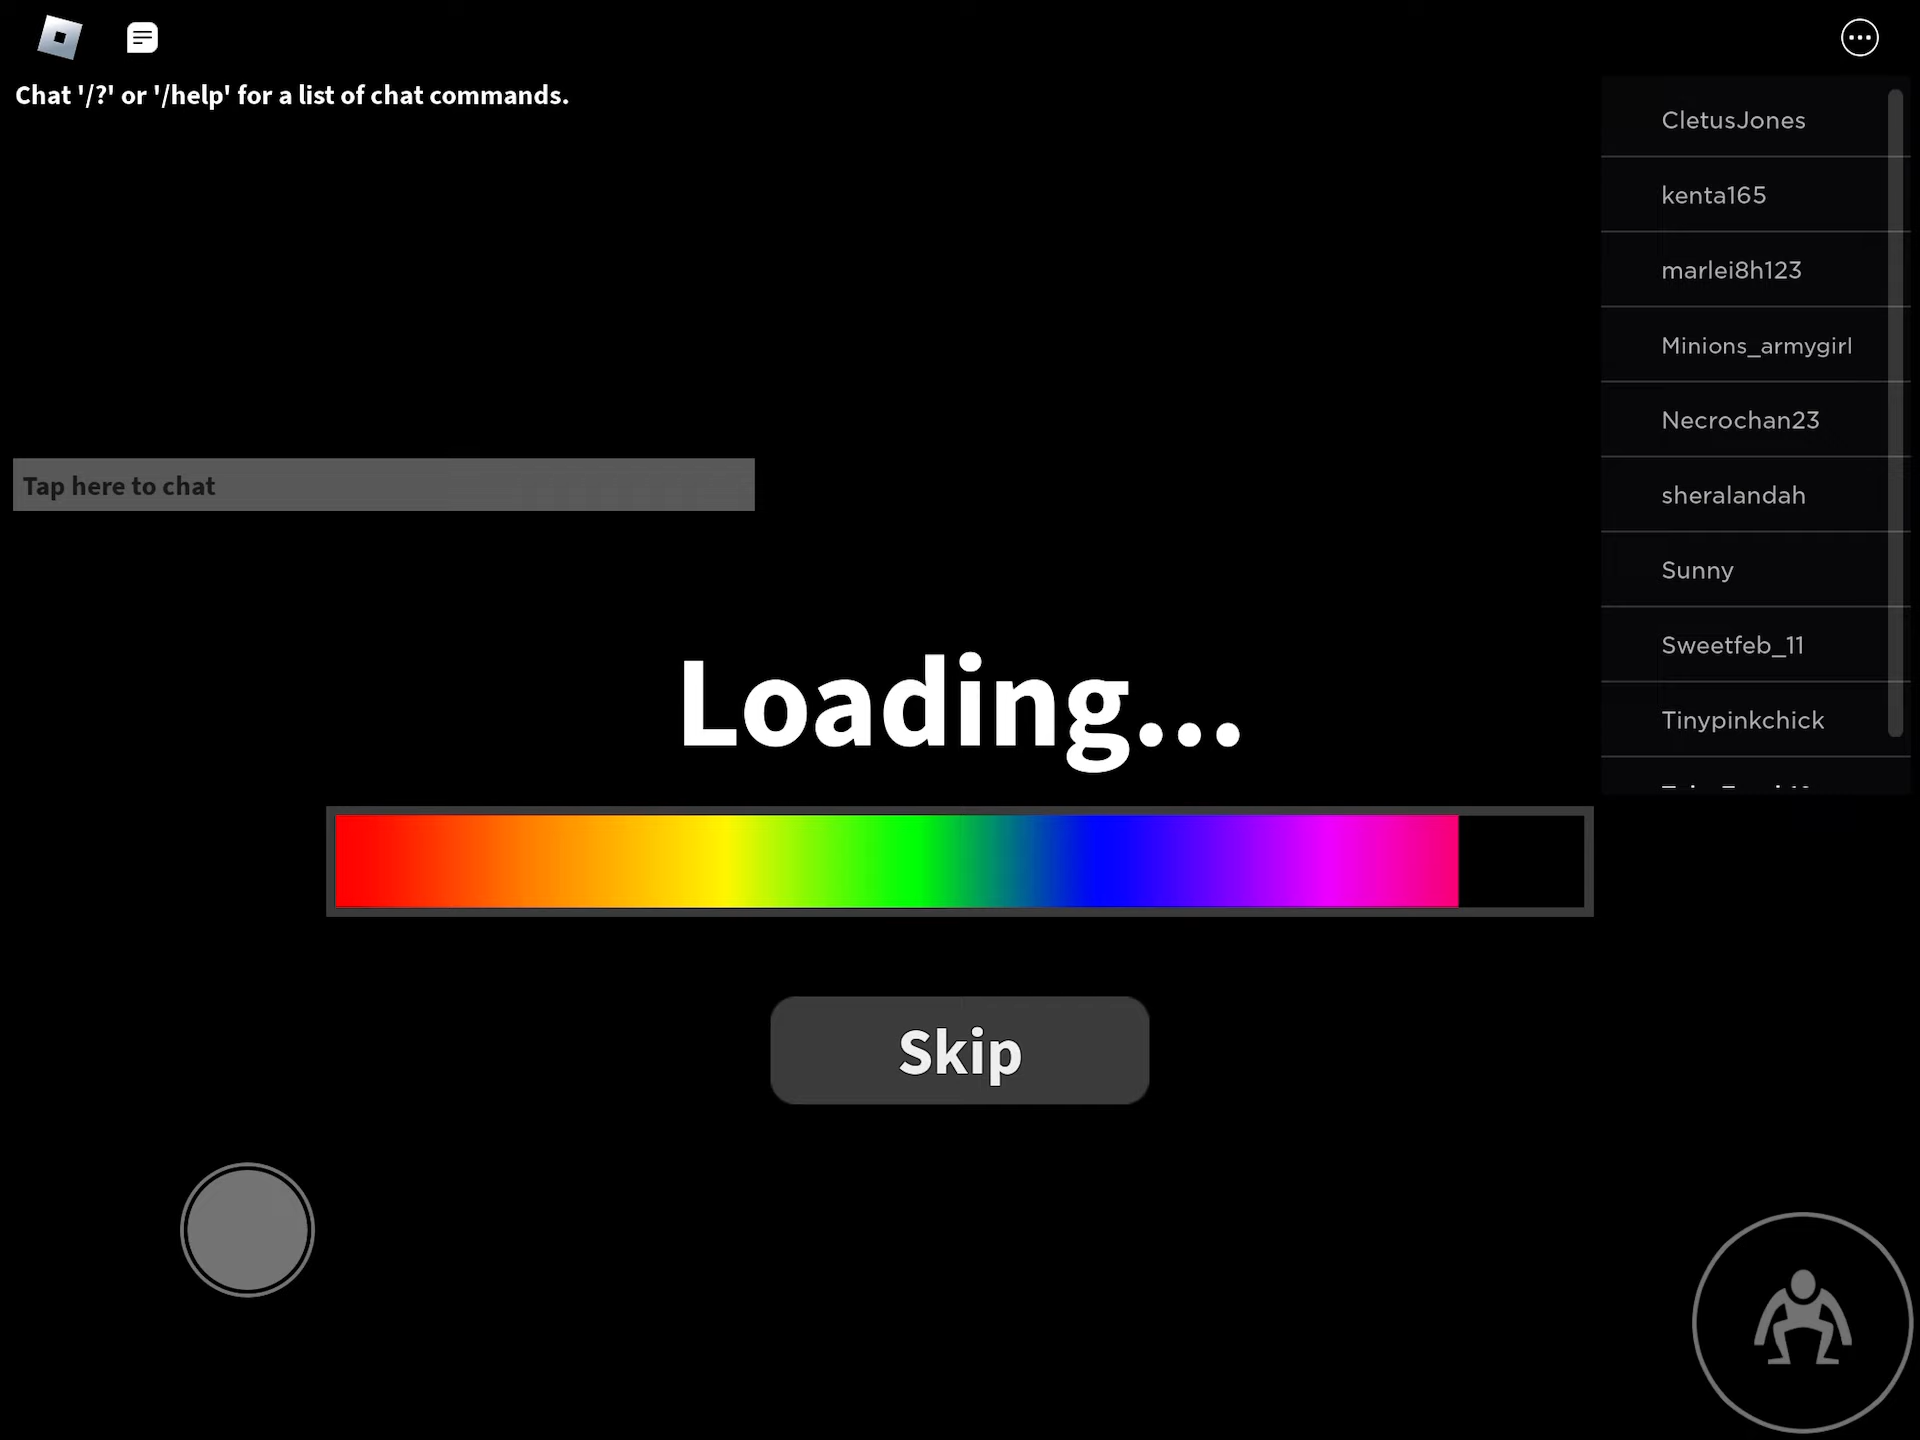 Chat '/?' or '/help' for a list of chat commands.
CletusJones
kenta165
marlei8h123
Minions_armygirl
Necrochan23
Tap here to chat
sheralandah
Sunny
Sweetfeb_11
Loading...
Tinypinkchick
Skip